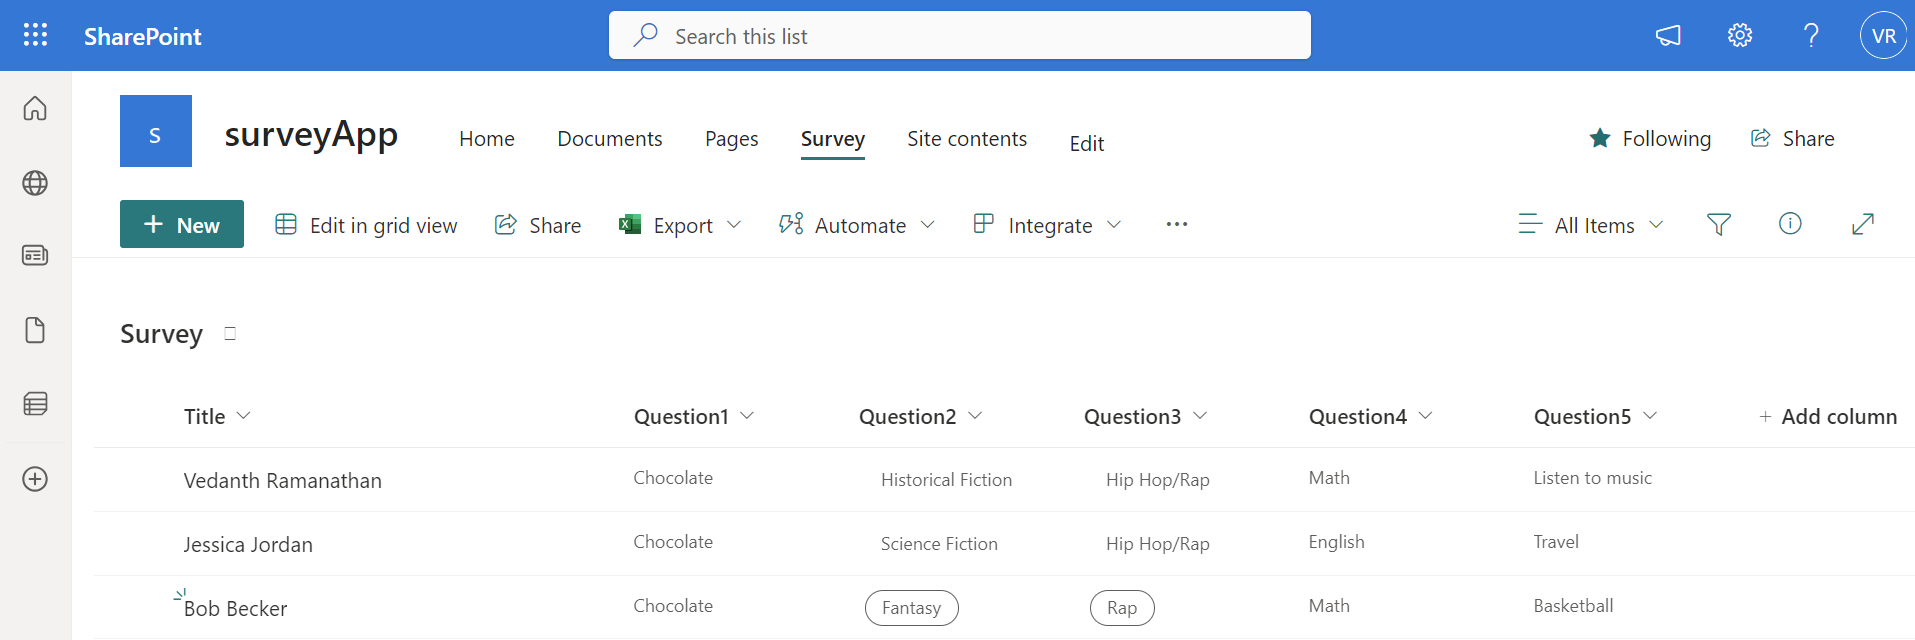 SharePoint
Search this list
VR
S
surveyApp
Home Documents Pages Survey Site contents Edit
Following Share
New Edit in grid view Share Export Automate Integrate All Items
Survey
Title Question1 Question2 Question3 Question4 Question5 + Add column
Vedanth Ramanathan Chocolate Historical Fiction Hip Hop/Rap Math Listen to music
Jessica Jordan Chocolate Science Fiction Hip Hop/Rap English Travel
Bob Becker Chocolate Fantasy Rap Math Basketball